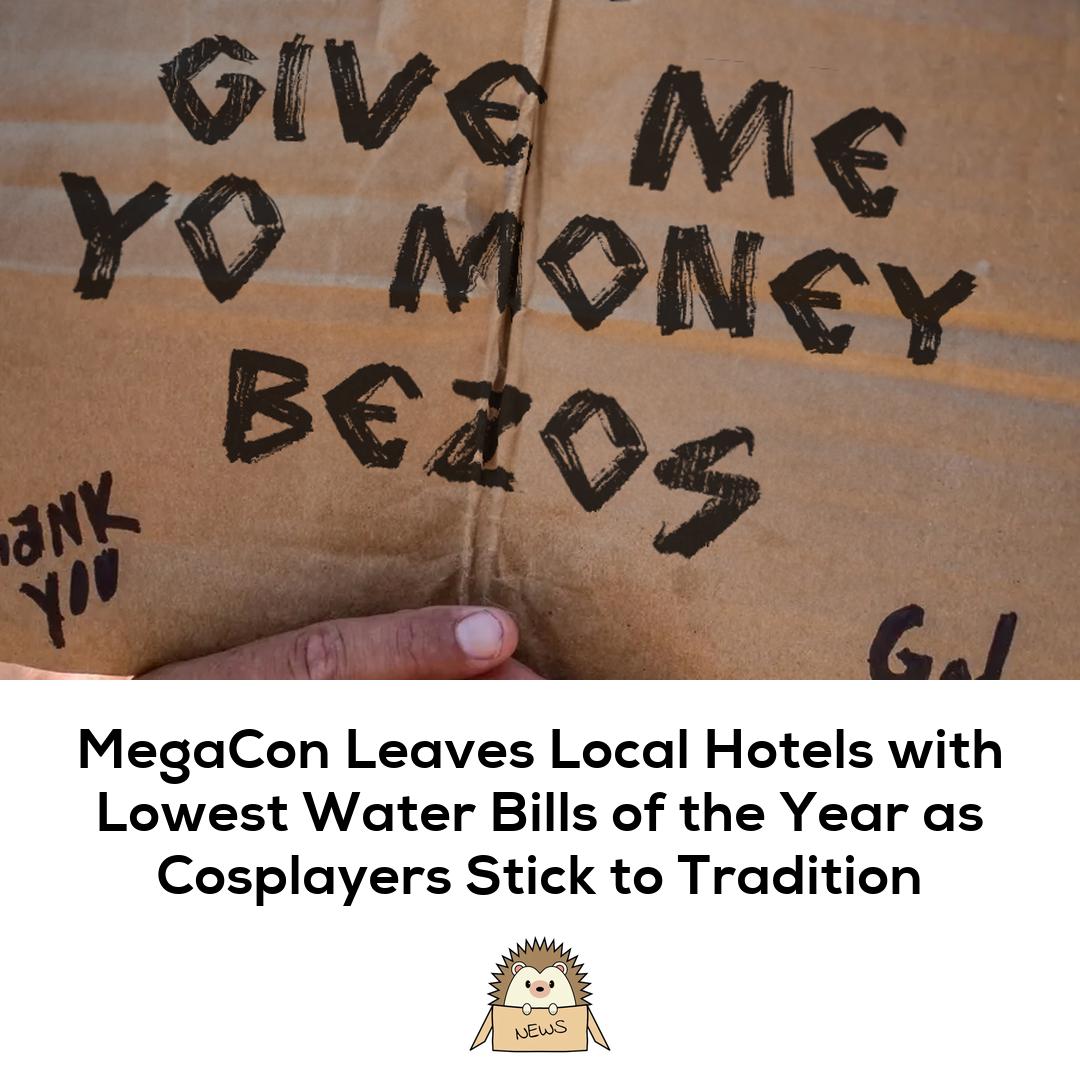 GIVE ME
YO MONEY
BEZOS
YOU
MegaCon Leaves Local Hotels with
Lowest Water Bills of the Year as
Cosplayers Stick to Tradition
NEWS